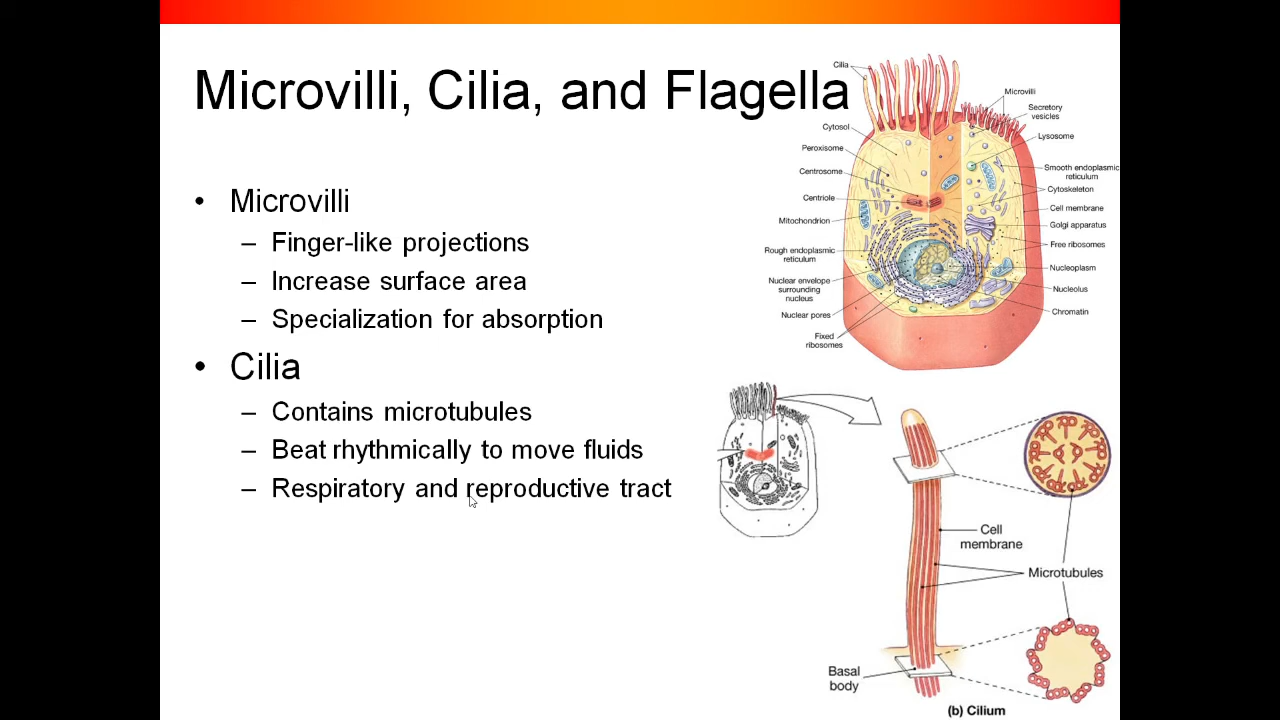 Microvilli, Cilia, and Flagella
• Microvilli
– Finger-like projections
– Increase surface area
– Specialization for absorption
• Cilia
– Contains microtubules
– Beat rhythmically to move fluids
– Respiratory and reproductive tract
Cilia
Cytosol
Peroxisome
Centrosome
Centriole
Mitochondrion
Rough endoplasmic
reticulum
Nuclear envelope
surrounding
nucleus
Nuclear pores
Fixed
ribosomes
Microvilli
Secretory
vesicles
Lysosome
Smooth endoplasmic
reticulum
Cytoskeleton
Cell membrane
Golgi apparatus
Free ribosomes
Nucleoplasm
Nucleolus
Chromatin
Cell
membrane
Microtubules
Basal
body
(b) Cilium